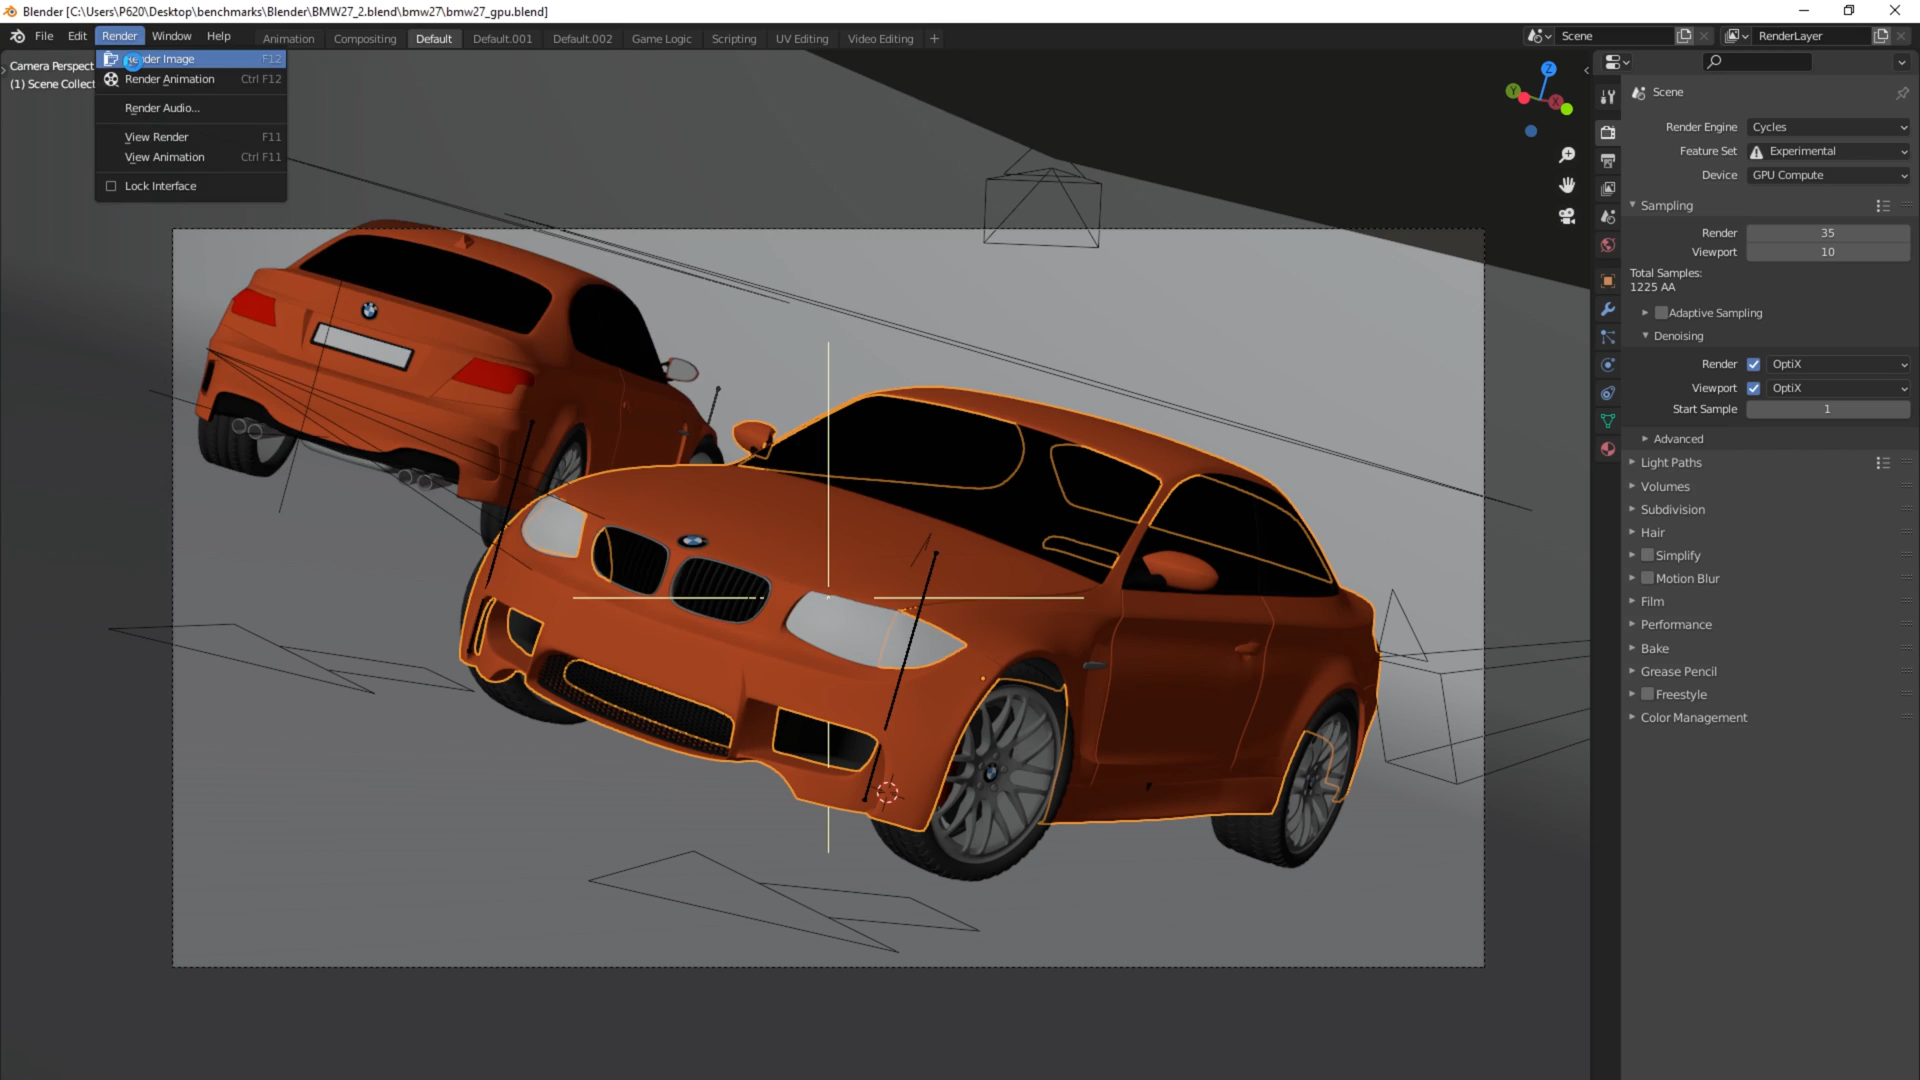 Blender [C:\Users\P620\Desktop\benchmarks\Blender\BMW27_2.blend\bmw27\bmw27_gpu.blend]
File Edit Render Window Help Animation Compositing Default Default.001 Default.002 Game Logic Scripting UV Editing Video Editing + Scene RenderLayer
Camera Perspect
(1) Scene Collect
Render Image F12
Render Animation Ctrl F12
Render Audio...
View Render F11
View Animation Ctrl F11
Lock Interface
Z
Y
X
Scene
Render Engine Cycles
Feature Set Experimental
Device GPU Compute
Sampling
Render 35
Viewport 10
Total Samples:
1225 AA
Adaptive Sampling
Denoising
Render OptiX
Viewport OptiX
Start Sample 1
Advanced
Light Paths
Volumes
Subdivision
Hair
Simplify
Motion Blur
Film
Performance
Bake
Grease Pencil
Freestyle
Color Management